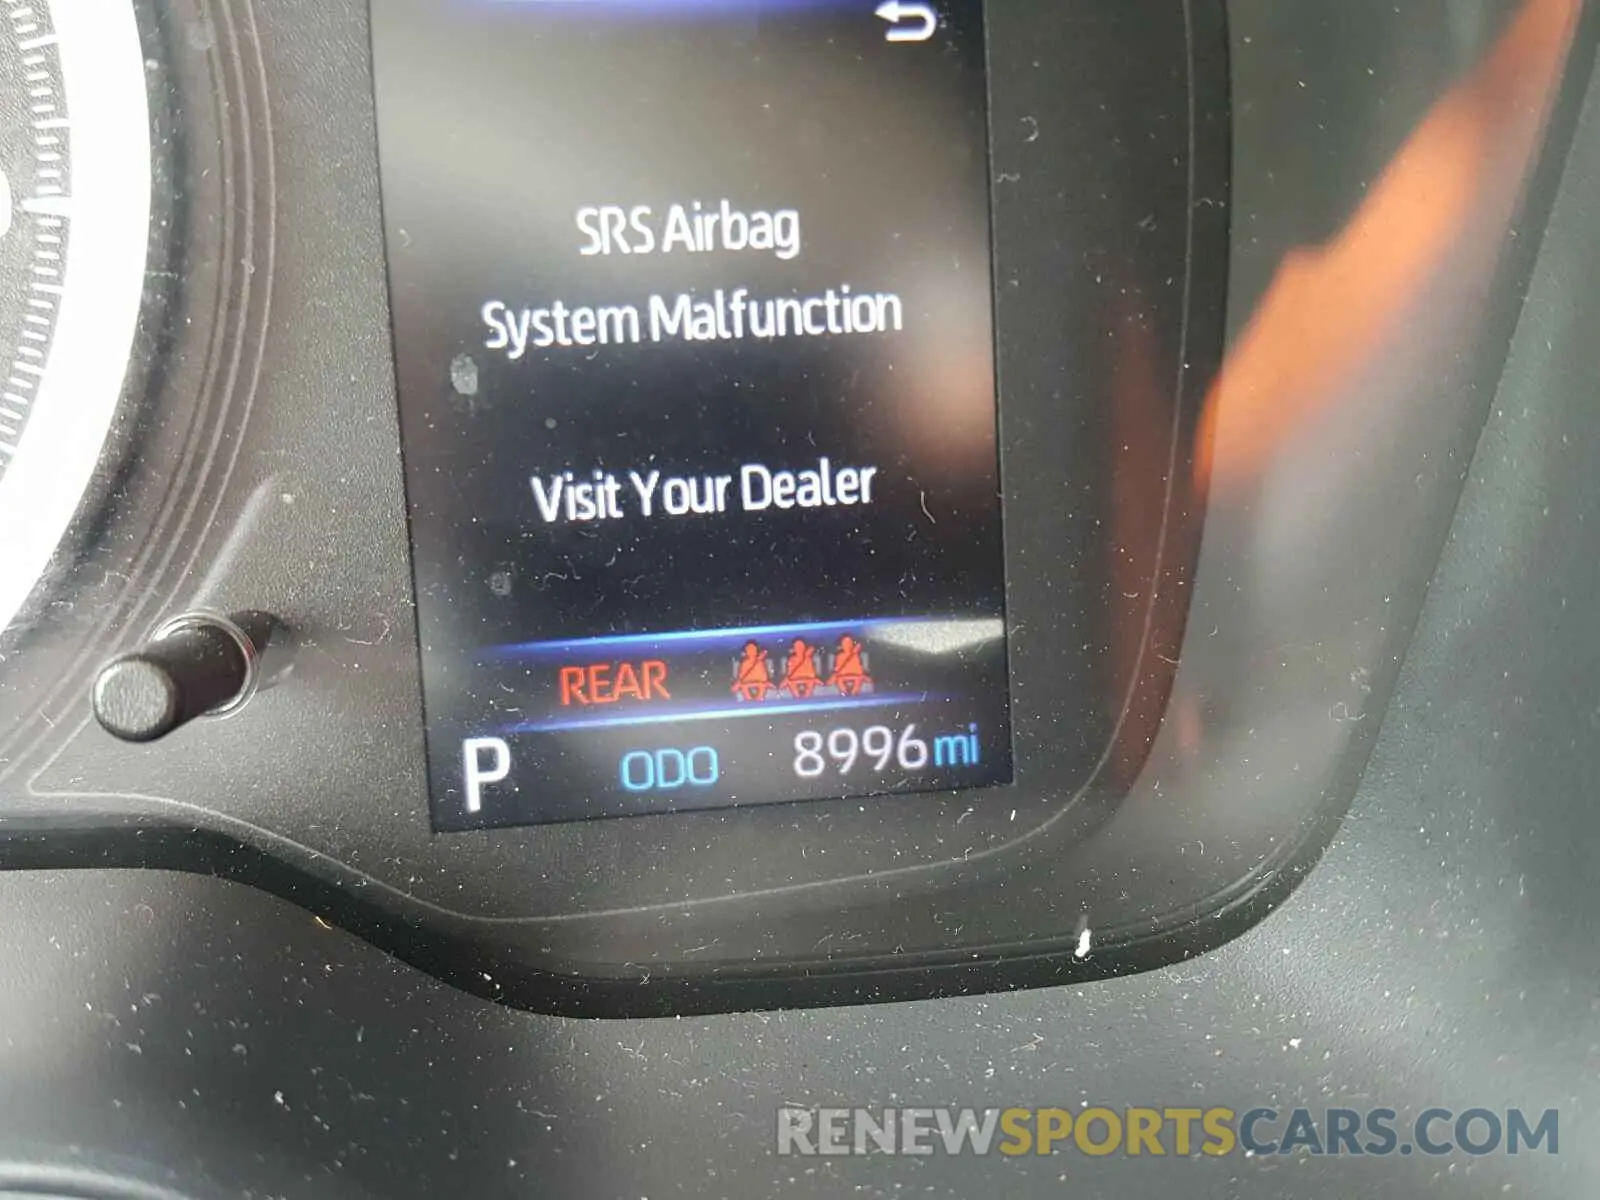 SRS Airbag
System Malfunction
Visit Your Dealer
REAR
P ODO 8996 mi
RENEWSPORTSCARS.COM